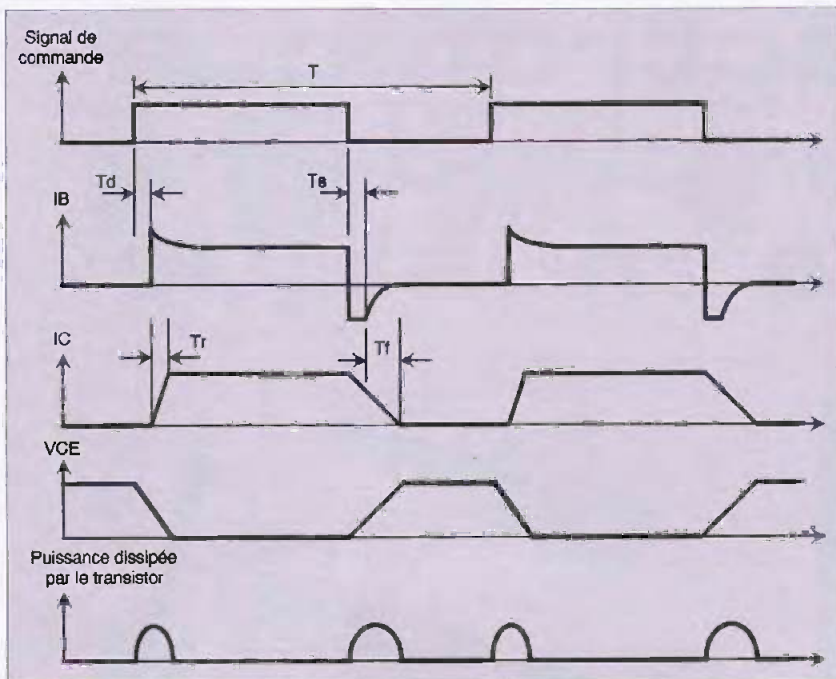 Signal de
commande
T
Td
Ts
IB
Tr
Tf
IC
VCE
Puissance dissipée
par le transistor